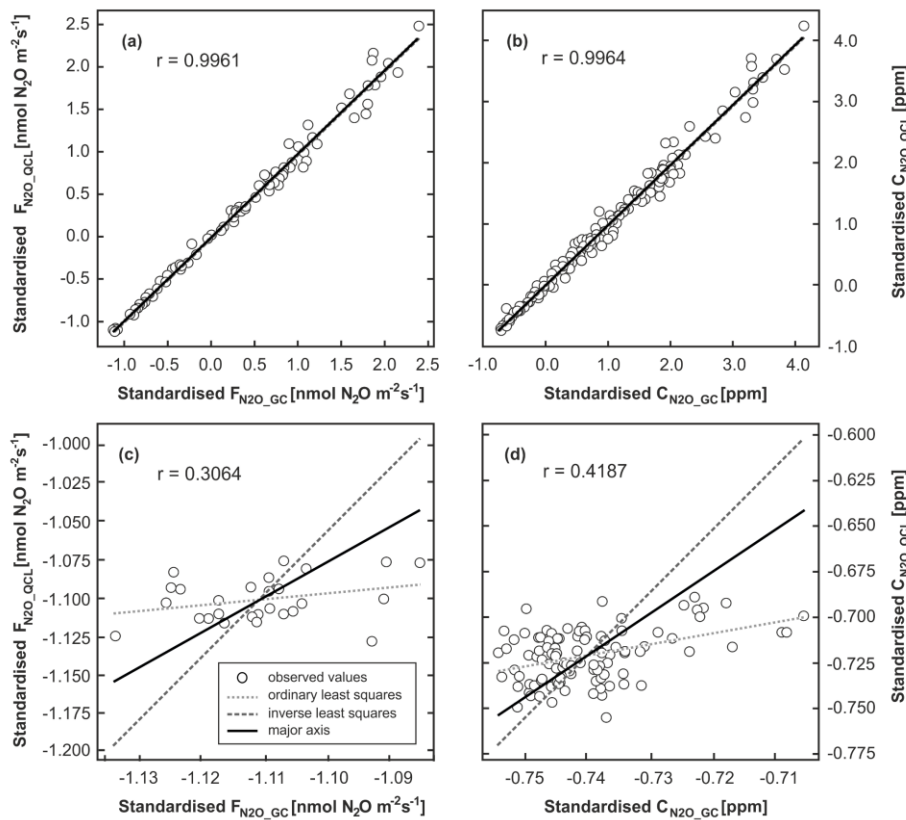 (a)
r = 0.9961
Standardised F_N2O_QCL [nmol N₂O m⁻²s⁻¹]
2.5
2.0
1.5
1.0
0.5
0.0
-0.5
-1.0
-1.0 -0.5 0.0 0.5 1.0 1.5 2.0 2.5
Standardised F_N2O_GC [nmol N₂O m⁻²s⁻¹]
(b)
r = 0.9964
4.0
3.0
2.0
1.0
0.0
-1.0
Standardised C_N2O_QCL [ppm]
-1.0 0.0 1.0 2.0 3.0 4.0
Standardised C_N2O_GC [ppm]
(c)
r = 0.3064
Standardised F_N2O_QCL [nmol N₂O m⁻²s⁻¹]
-1.000
-1.025
-1.050
-1.075
-1.100
-1.125
-1.150
-1.175
-1.200
observed values
ordinary least squares
inverse least squares
major axis
-1.13 -1.12 -1.11 -1.10 -1.09
Standardised F_N2O_GC [nmol N₂O m⁻²s⁻¹]
(d)
r = 0.4187
-0.600
-0.625
-0.650
-0.675
-0.700
-0.725
-0.750
-0.775
Standardised C_N2O_QCL [ppm]
-0.75 -0.74 -0.73 -0.72 -0.71
Standardised C_N2O_GC [ppm]